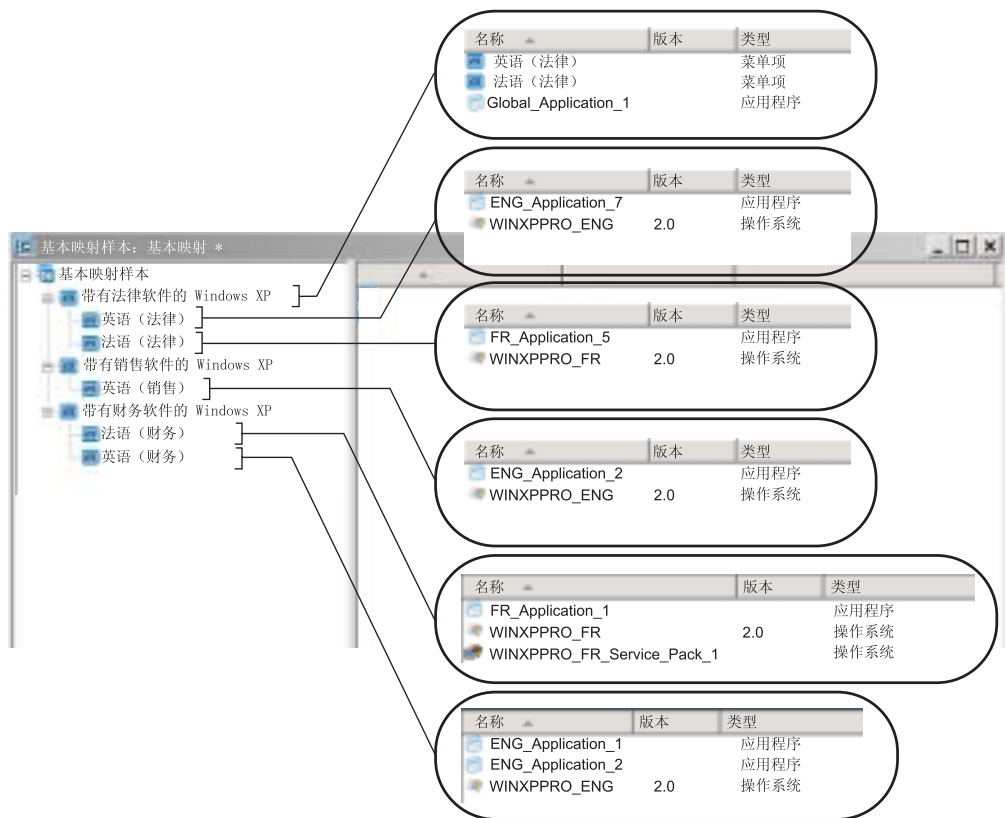 名称 版本 类型
英语（法律） 菜单项
法语（法律） 菜单项
Global_Application_1 应用程序
名称 版本 类型
ENG_Application_7 应用程序
WINXPPRO_ENG 2.0 操作系统
基本映射样本：基本映射 *
基本映射样本
带有法律软件的 Windows XP
英语（法律）
法语（法律）
带有销售软件的 Windows XP
英语（销售）
带有财务软件的 Windows XP
法语（财务）
英语（财务）
名称 版本 类型
FR_Application_5 应用程序
WINXPPRO_FR 2.0 操作系统
名称 版本 类型
ENG_Application_2 应用程序
WINXPPRO_ENG 2.0 操作系统
名称 版本 类型
FR_Application_1 应用程序
WINXPPRO_FR 2.0 操作系统
WINXPPRO_FR_Service_Pack_1 操作系统
名称 版本 类型
ENG_Application_1 应用程序
ENG_Application_2 应用程序
WINXPPRO_ENG 2.0 操作系统